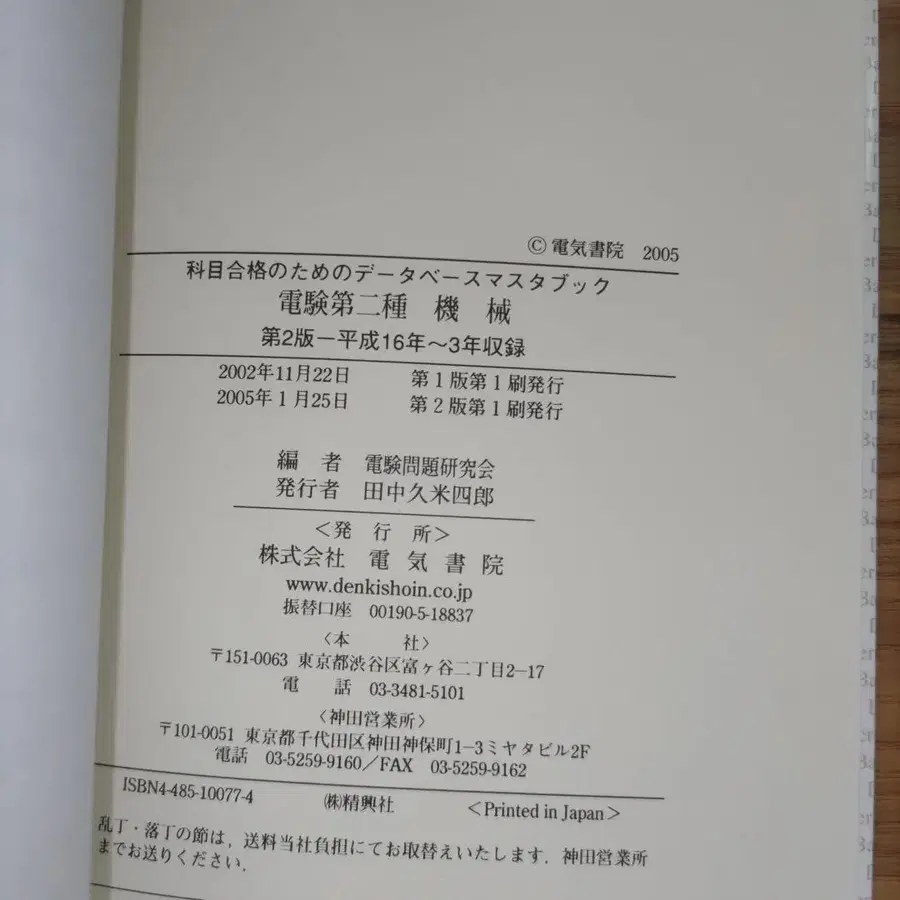 © 電気書院 2005
科目合格のためのデータベースマスタブック
電験第二種 機 械
第2版－平成16年～3年収録
2002年11月22日 第1版第1刷発行
2005年1月25日 第2版第1刷発行
編 者 電験問題研究会
発行者 田中久米四郎
＜発 行 所＞
株式会社 電 気 書 院
www.denkishoin.co.jp
振替口座 00190-5-18837
〈本 社〉
〒151-0063 東京都渋谷区富ヶ谷二丁目2-17
電 話 03-3481-5101
〈神田営業所〉
〒101-0051 東京都千代田区神田神保町1-3ミヤタビル2F
電話 03-5259-9160／FAX 03-5259-9162
ISBN4-485-10077-4 ㈱精興社 ＜Printed in Japan＞
乱丁・落丁の節は，送料当社負担にてお取替えいたします．神田営業所
までお送りください．